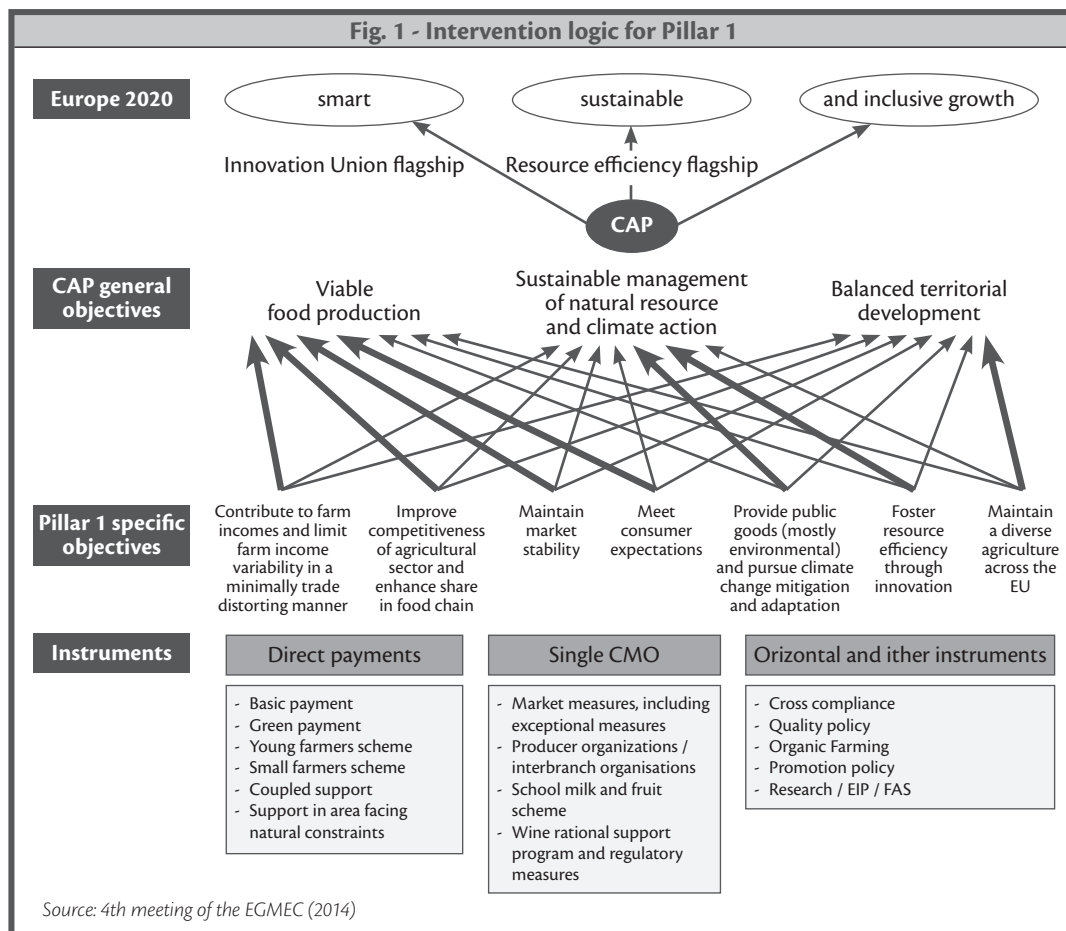 Fig. 1 - Intervention logic for Pillar 1
Europe 2020
smart
sustainable
and inclusive growth
Innovation Union flagship
Resource efficiency flagship
CAP
CAP general
objectives
Viable
food production
Sustainable management
of natural resource
and climate action
Balanced territorial
development
Pillar 1 specific
objectives
Contribute to farm
incomes and limit
farm income
variability in a
minimally trade
distorting manner
Improve
competitiveness
of agricultural
sector and
enhance share
in food chain
Maintain
market
stability
Meet
consumer
expectations
Provide public
goods (mostly
environmental)
and pursue climate
change mitigation
and adaptation
Foster
resource
efficiency
through
innovation
Maintain
a diverse
agriculture
across the
EU
Instruments
Direct payments
- Basic payment
- Green payment
- Young farmers scheme
- Small farmers scheme
- Coupled support
- Support in area facing
natural constraints
Single CMO
- Market measures, including
exceptional measures
- Producer organizations /
interbranch organisations
- School milk and fruit
scheme
- Wine rational support
program and regulatory
measures
Orizontal and ither instruments
- Cross compliance
- Quality policy
- Organic Farming
- Promotion policy
- Research / EIP / FAS
Source: 4th meeting of the EGMEC (2014)